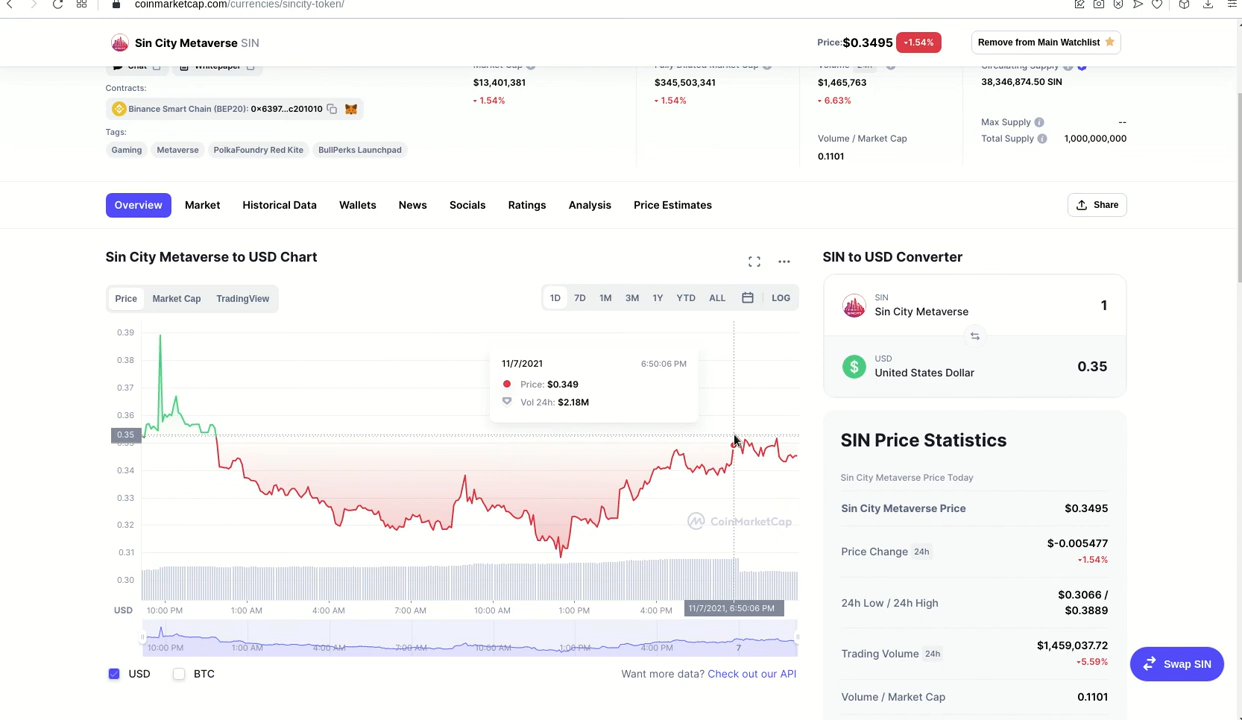 coinmarketcap.com/currencies/sincity-token/
Sin City Metaverse SIN
Price:$0.3495 -1.54%
Remove from Main Watchlist
Chat
Whitepaper
Market Cap
Fully Diluted Market Cap
Volume 24h
Circulating Supply
$13,401,381
$345,503,341
$1,465,763
38,346,874.50 SIN
1.54%
1.54%
6.63%
Contracts:
Binance Smart Chain (BEP20): 0x6397...c201010
Max Supply --
Tags:
Volume / Market Cap
Total Supply 1,000,000,000
Gaming
Metaverse
PolkaFoundry Red Kite
BullPerks Launchpad
0.1101
Overview
Market
Historical Data
Wallets
News
Socials
Ratings
Analysis
Price Estimates
Share
Sin City Metaverse to USD Chart
Price
Market Cap
TradingView
1D
7D
1M
3M
1Y
YTD
ALL
LOG
0.39
0.38
0.37
0.36
0.35
0.34
0.33
0.32
0.31
0.30
11/7/2021 6:50:06 PM
Price: $0.349
Vol 24h: $2.18M
CoinMarketCap
USD
10:00 PM
1:00 AM
4:00 AM
7:00 AM
10:00 AM
1:00 PM
4:00 PM
11/7/2021, 6:50:06 PM
10:00 PM
1:00 AM
4:00 AM
7:00 AM
10:00 AM
1:00 PM
4:00 PM
7
USD
BTC
Want more data? Check out our API
SIN to USD Converter
SIN
Sin City Metaverse
1
USD
United States Dollar
0.35
SIN Price Statistics
Sin City Metaverse Price Today
Sin City Metaverse Price
$0.3495
Price Change 24h
$-0.005477
1.54%
24h Low / 24h High
$0.3066 /
$0.3889
Trading Volume 24h
$1,459,037.72
5.59%
Volume / Market Cap
0.1101
Swap SIN